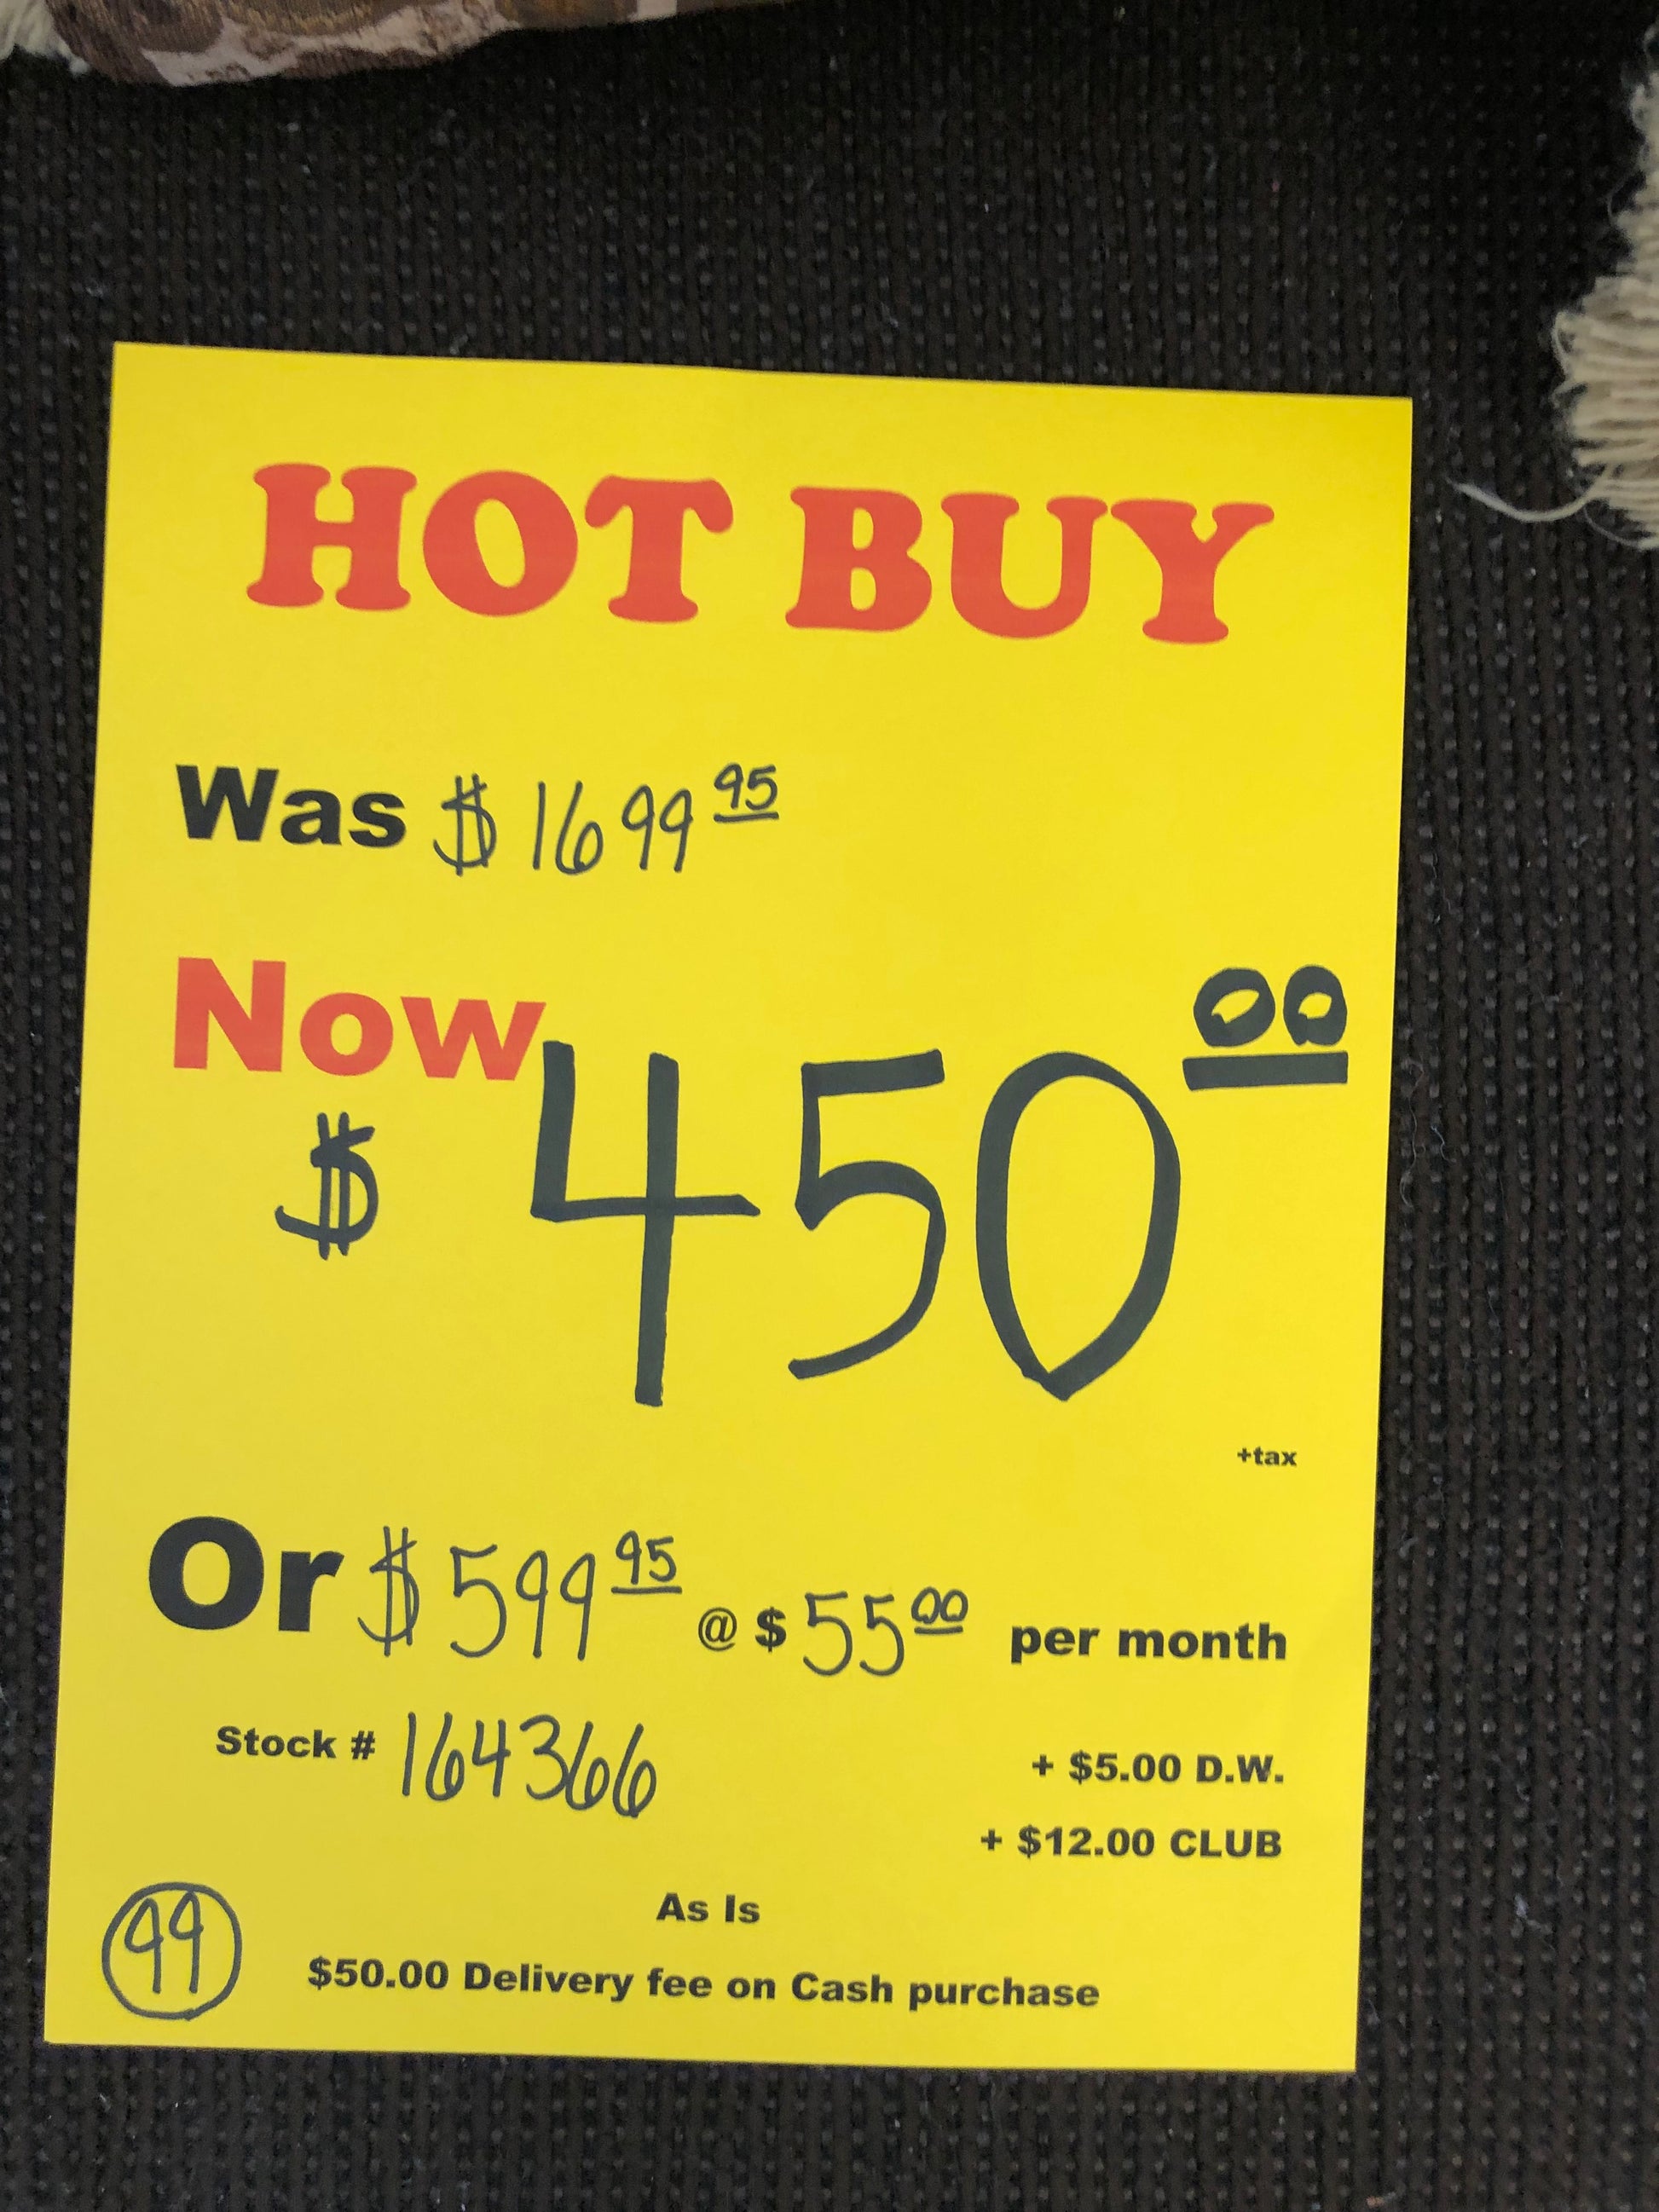 HOT BUY
Was $1699 95
Now
$ 450 00
+tax
Or $599 95 @ $55 00 per month
Stock # 164366
+ $5.00 D.W.
+ $12.00 CLUB
As Is
99
$50.00 Delivery fee on Cash purchase